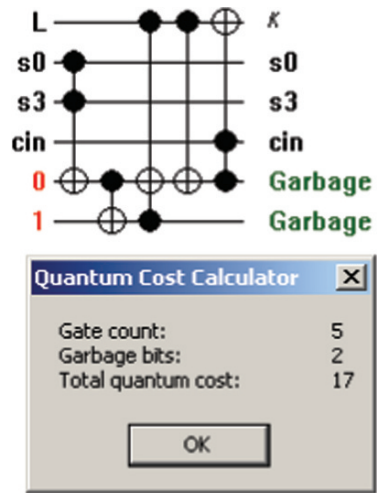 L K
s0 s0
s3 s3
cin cin
0 Garbage
1 Garbage
Quantum Cost Calculator
Gate count: 5
Garbage bits: 2
Total quantum cost: 17
OK